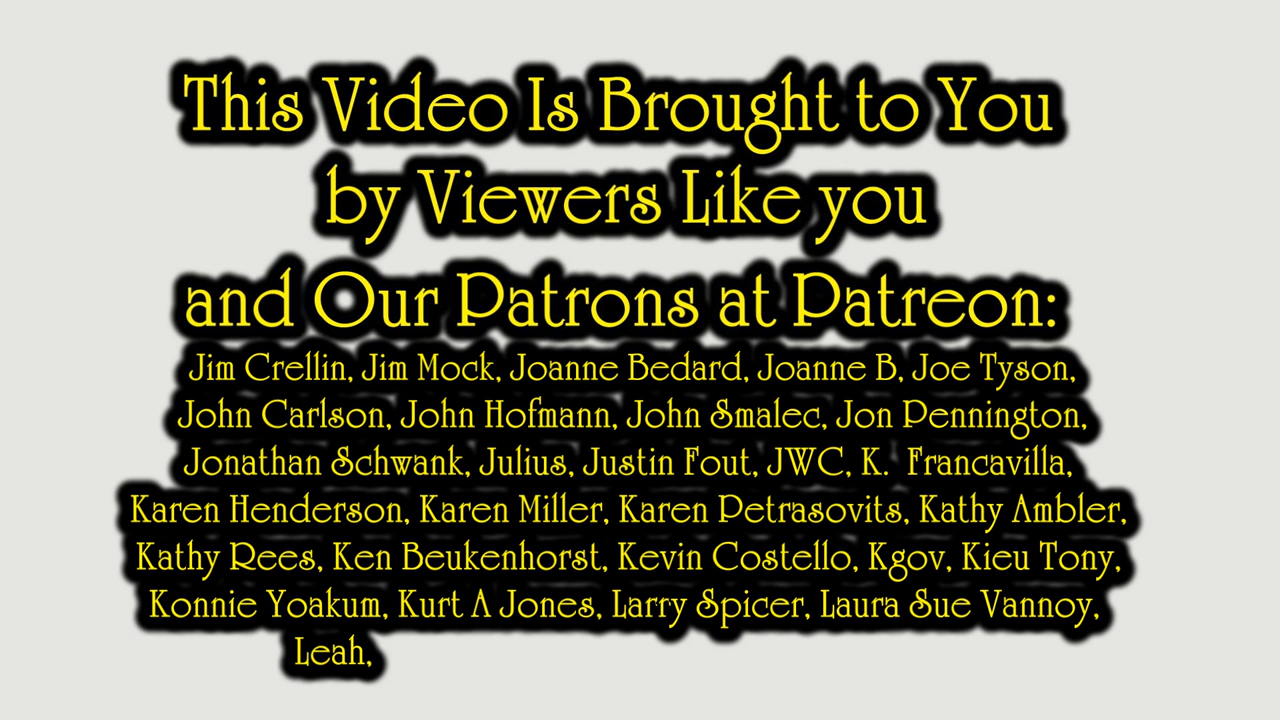 This Video Is Brought to You
by Viewers Like you
and Our Patrons at Patreon:
Jim Crellin, Jim Mock, Joanne Bedard, Joanne B, Joe Tyson,
John Carlson, John Hofmann, John Smalec, Jon Pennington,
Jonathan Schwank, Julius, Justin Fout, JWC, K.  Francavilla,
Karen Henderson, Karen Miller, Karen Petrasovits, Kathy Ambler,
Kathy Rees, Ken Beukenhorst, Kevin Costello, Kgov, Kieu Tony,
Konnie Yoakum, Kurt A Jones, Larry Spicer, Laura Sue Vannoy,
Leah,